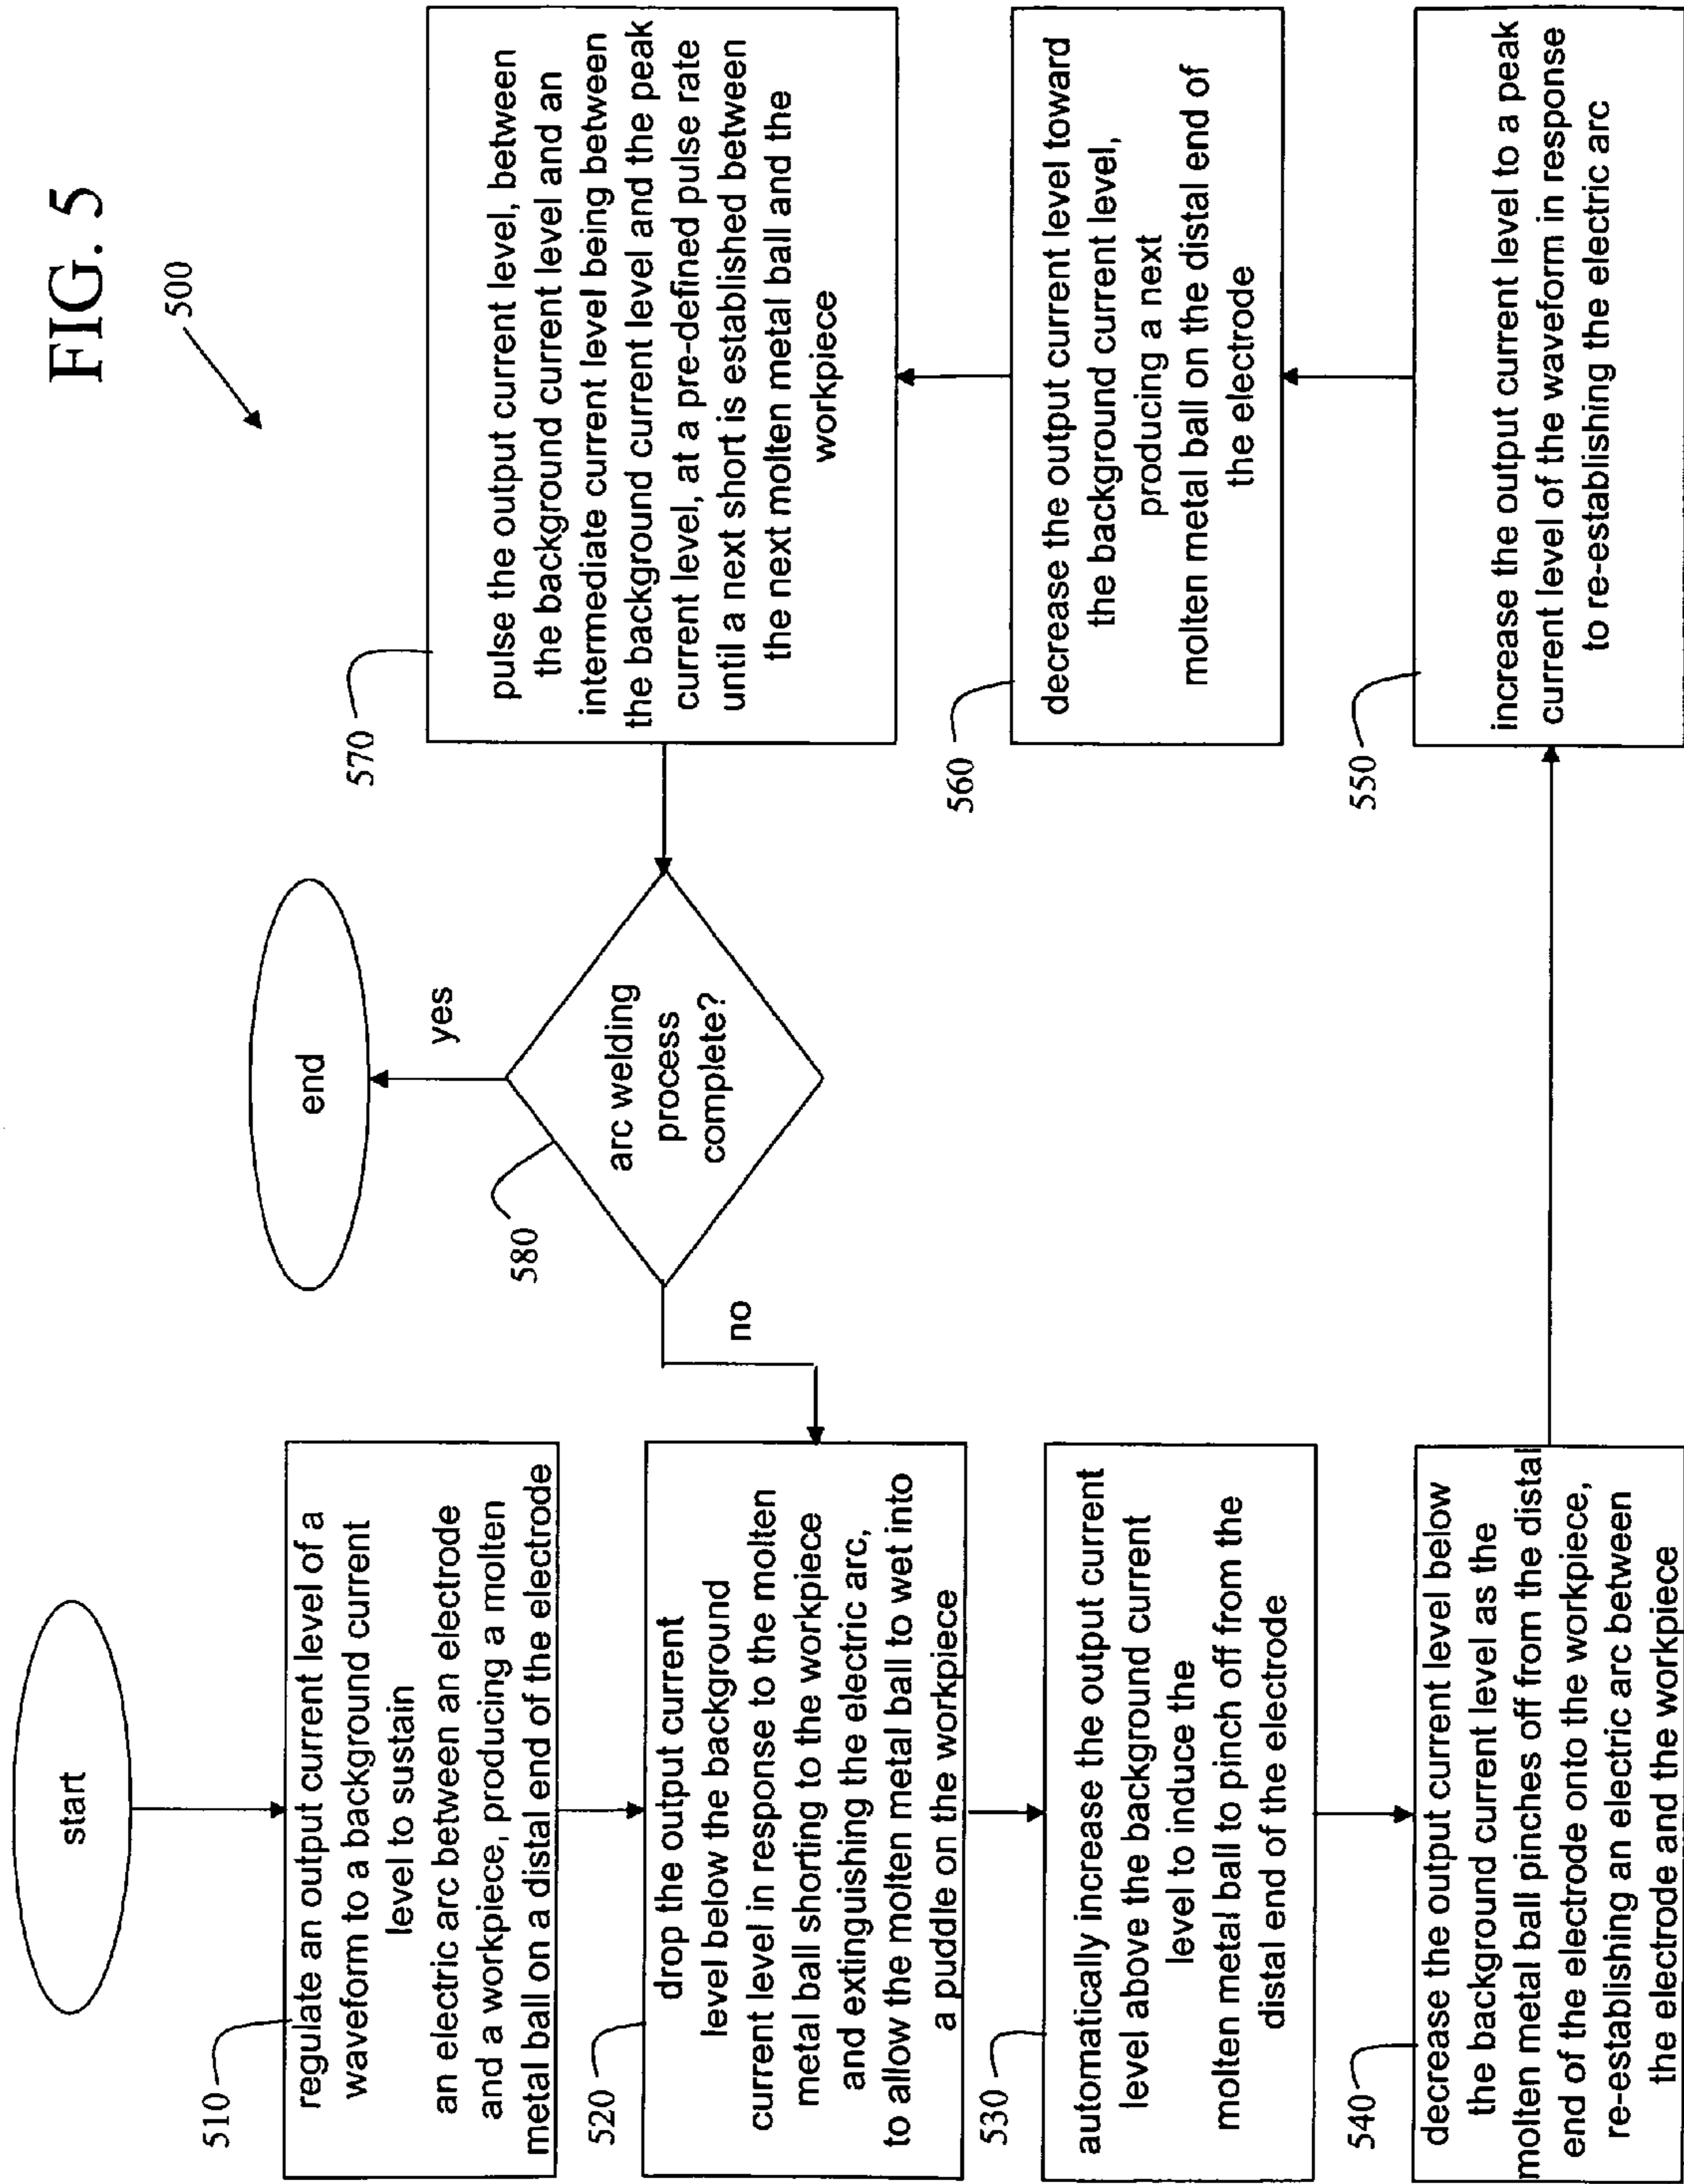 FIG. 5
500
start
510
regulate an output current level of a
waveform to a background current
level to sustain
an electric arc between an electrode
and a workpiece, producing a molten
metal ball on a distal end of the electrode
520
drop the output current
level below the background
current level in response to the molten
metal ball shorting to the workpiece
and extinguishing the electric arc,
to allow the molten metal ball to wet into
a puddle on the workpiece
530
automatically increase the output current
level above the background current
level to induce the
molten metal ball to pinch off from the
distal end of the electrode
540
decrease the output current level below
the background current level as the
molten metal ball pinches off from the distal
end of the electrode onto the workpiece,
re-establishing an electric arc between
the electrode and the workpiece
550
increase the output current level to a peak
current level of the waveform in response
to re-establishing the electric arc
560
decrease the output current level toward
the background current level,
producing a next
molten metal ball on the distal end of
the electrode
570
pulse the output current level, between
the background current level and an
intermediate current level being between
the background current level and the peak
current level, at a pre-defined pulse rate
until a next short is established between
the next molten metal ball and the
workpiece
580
arc welding
process
complete?
no
yes
end